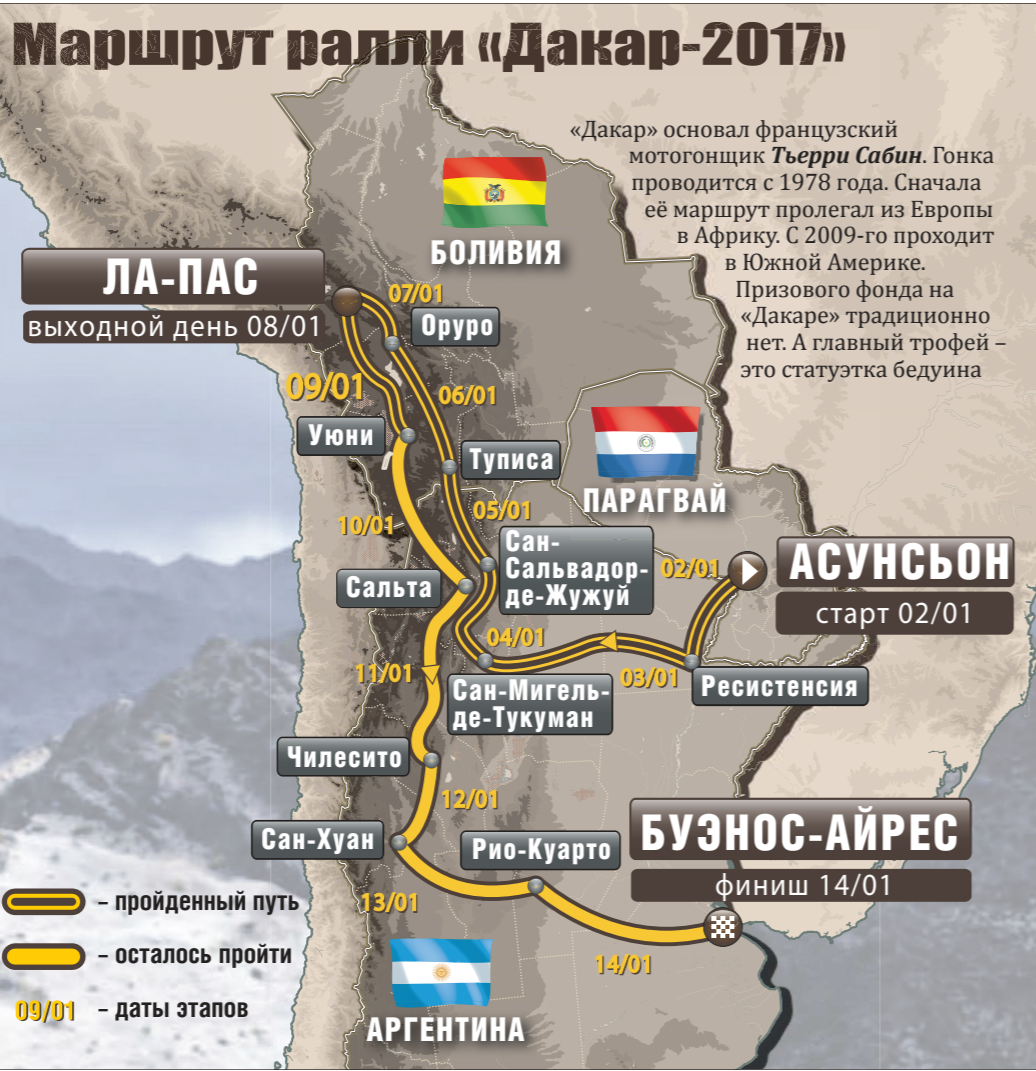 Маршрут ралли «Дакар-2017»
«Дакар» основал французский
мотогонщик Тьерри Сабин. Гонка
проводится с 1978 года. Сначала
её маршрут пролегал из Европы
в Африку. С 2009-го проходит
в Южной Америке.
Призового фонда на
«Дакаре» традиционно
нет. А главный трофей –
это статуэтка бедуина
БОЛИВИЯ
ЛА-ПАС
выходной день 08/01
07/01
Оруро
09/01
06/01
Уюни
Туписа
ПАРАГВАЙ
05/01
10/01
Сан-
Сальвадор-
де-Жужуй
02/01
АСУНСЬОН
старт 02/01
Сальта
04/01
11/01
03/01
Сан-Мигель-
де-Тукуман
Ресистенсия
Чилесито
12/01
Сан-Хуан
Рио-Куарто
БУЭНОС-АЙРЕС
финиш 14/01
13/01
14/01
АРГЕНТИНА
– пройденный путь
– осталось пройти
09/01 – даты этапов